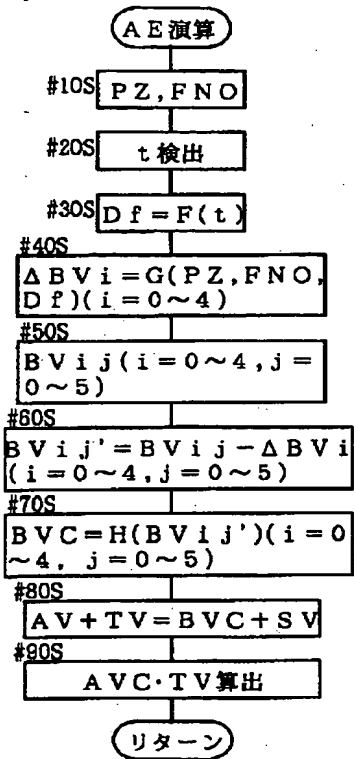 AE演算
#10S PZ,FNO
#20S t検出
#30S Df=F(t)
#40S
ΔBVi=G(PZ,FNO,
Df)(i=0~4)
#50S
BVij(i=0~4,j=
0~5)
#60S
BVij'=BVij-ΔBVi
(i=0~4,j=0~5)
#70S
BVC=H(BVij')(i=0
~4, j=0~5)
#80S
AV+TV=BVC+SV
#90S
AVC·TV算出
リターン